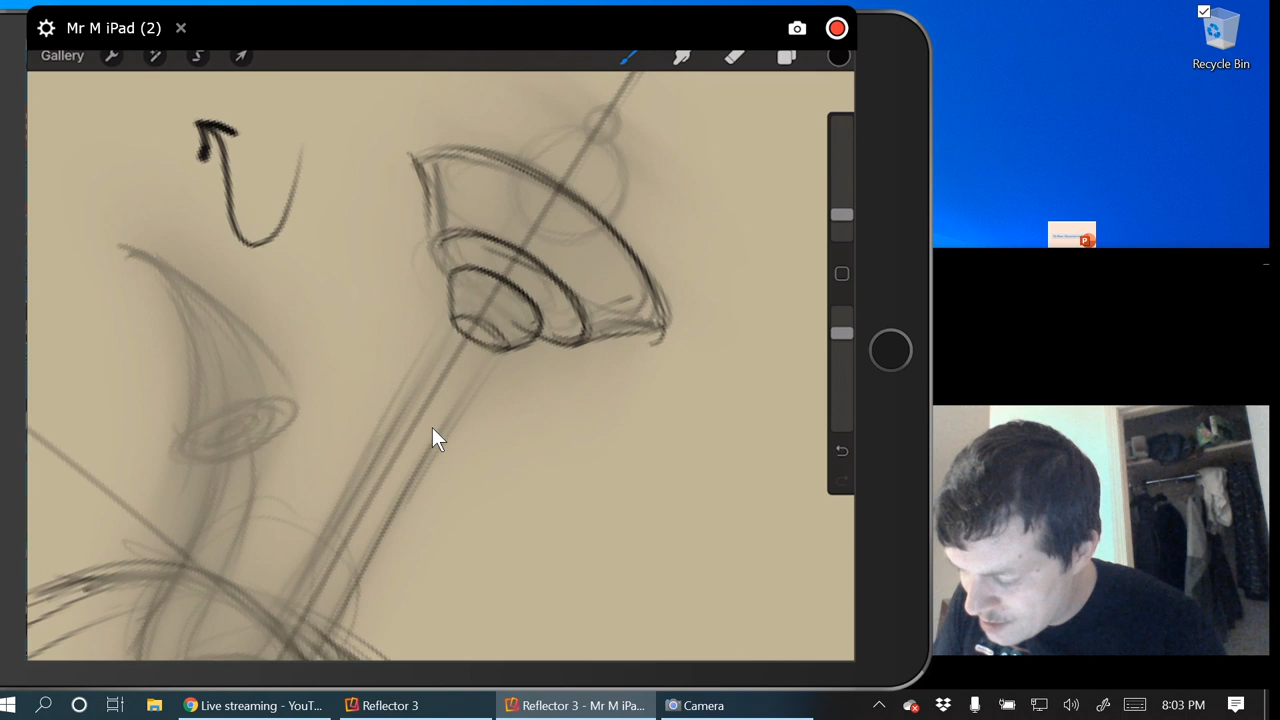 Mr M iPad (2)
Gallery
Recycle Bin
Live streaming - YouT...
Reflector 3
Reflector 3 - Mr M iPa...
Camera
8:03 PM